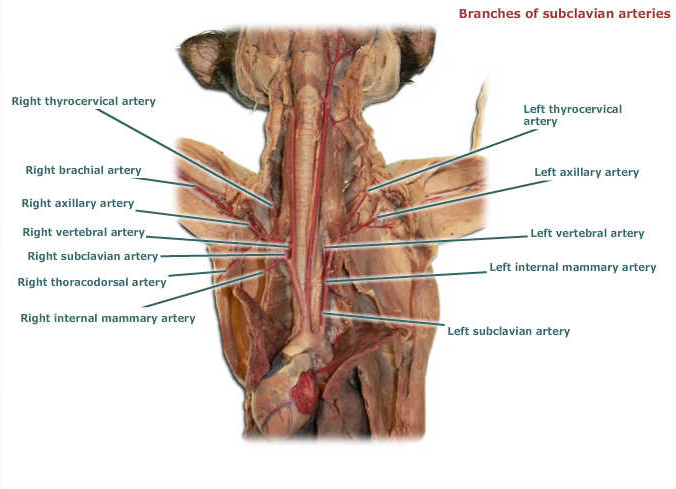 Branches of subclavian arteries
Right thyrocervical artery
Right brachial artery
Right axillary artery
Right vertebral artery
Right subclavian artery
Right thoracodorsal artery
Right internal mammary artery
Left thyrocervical
artery
Left axillary artery
Left vertebral artery
Left internal mammary artery
Left subclavian artery